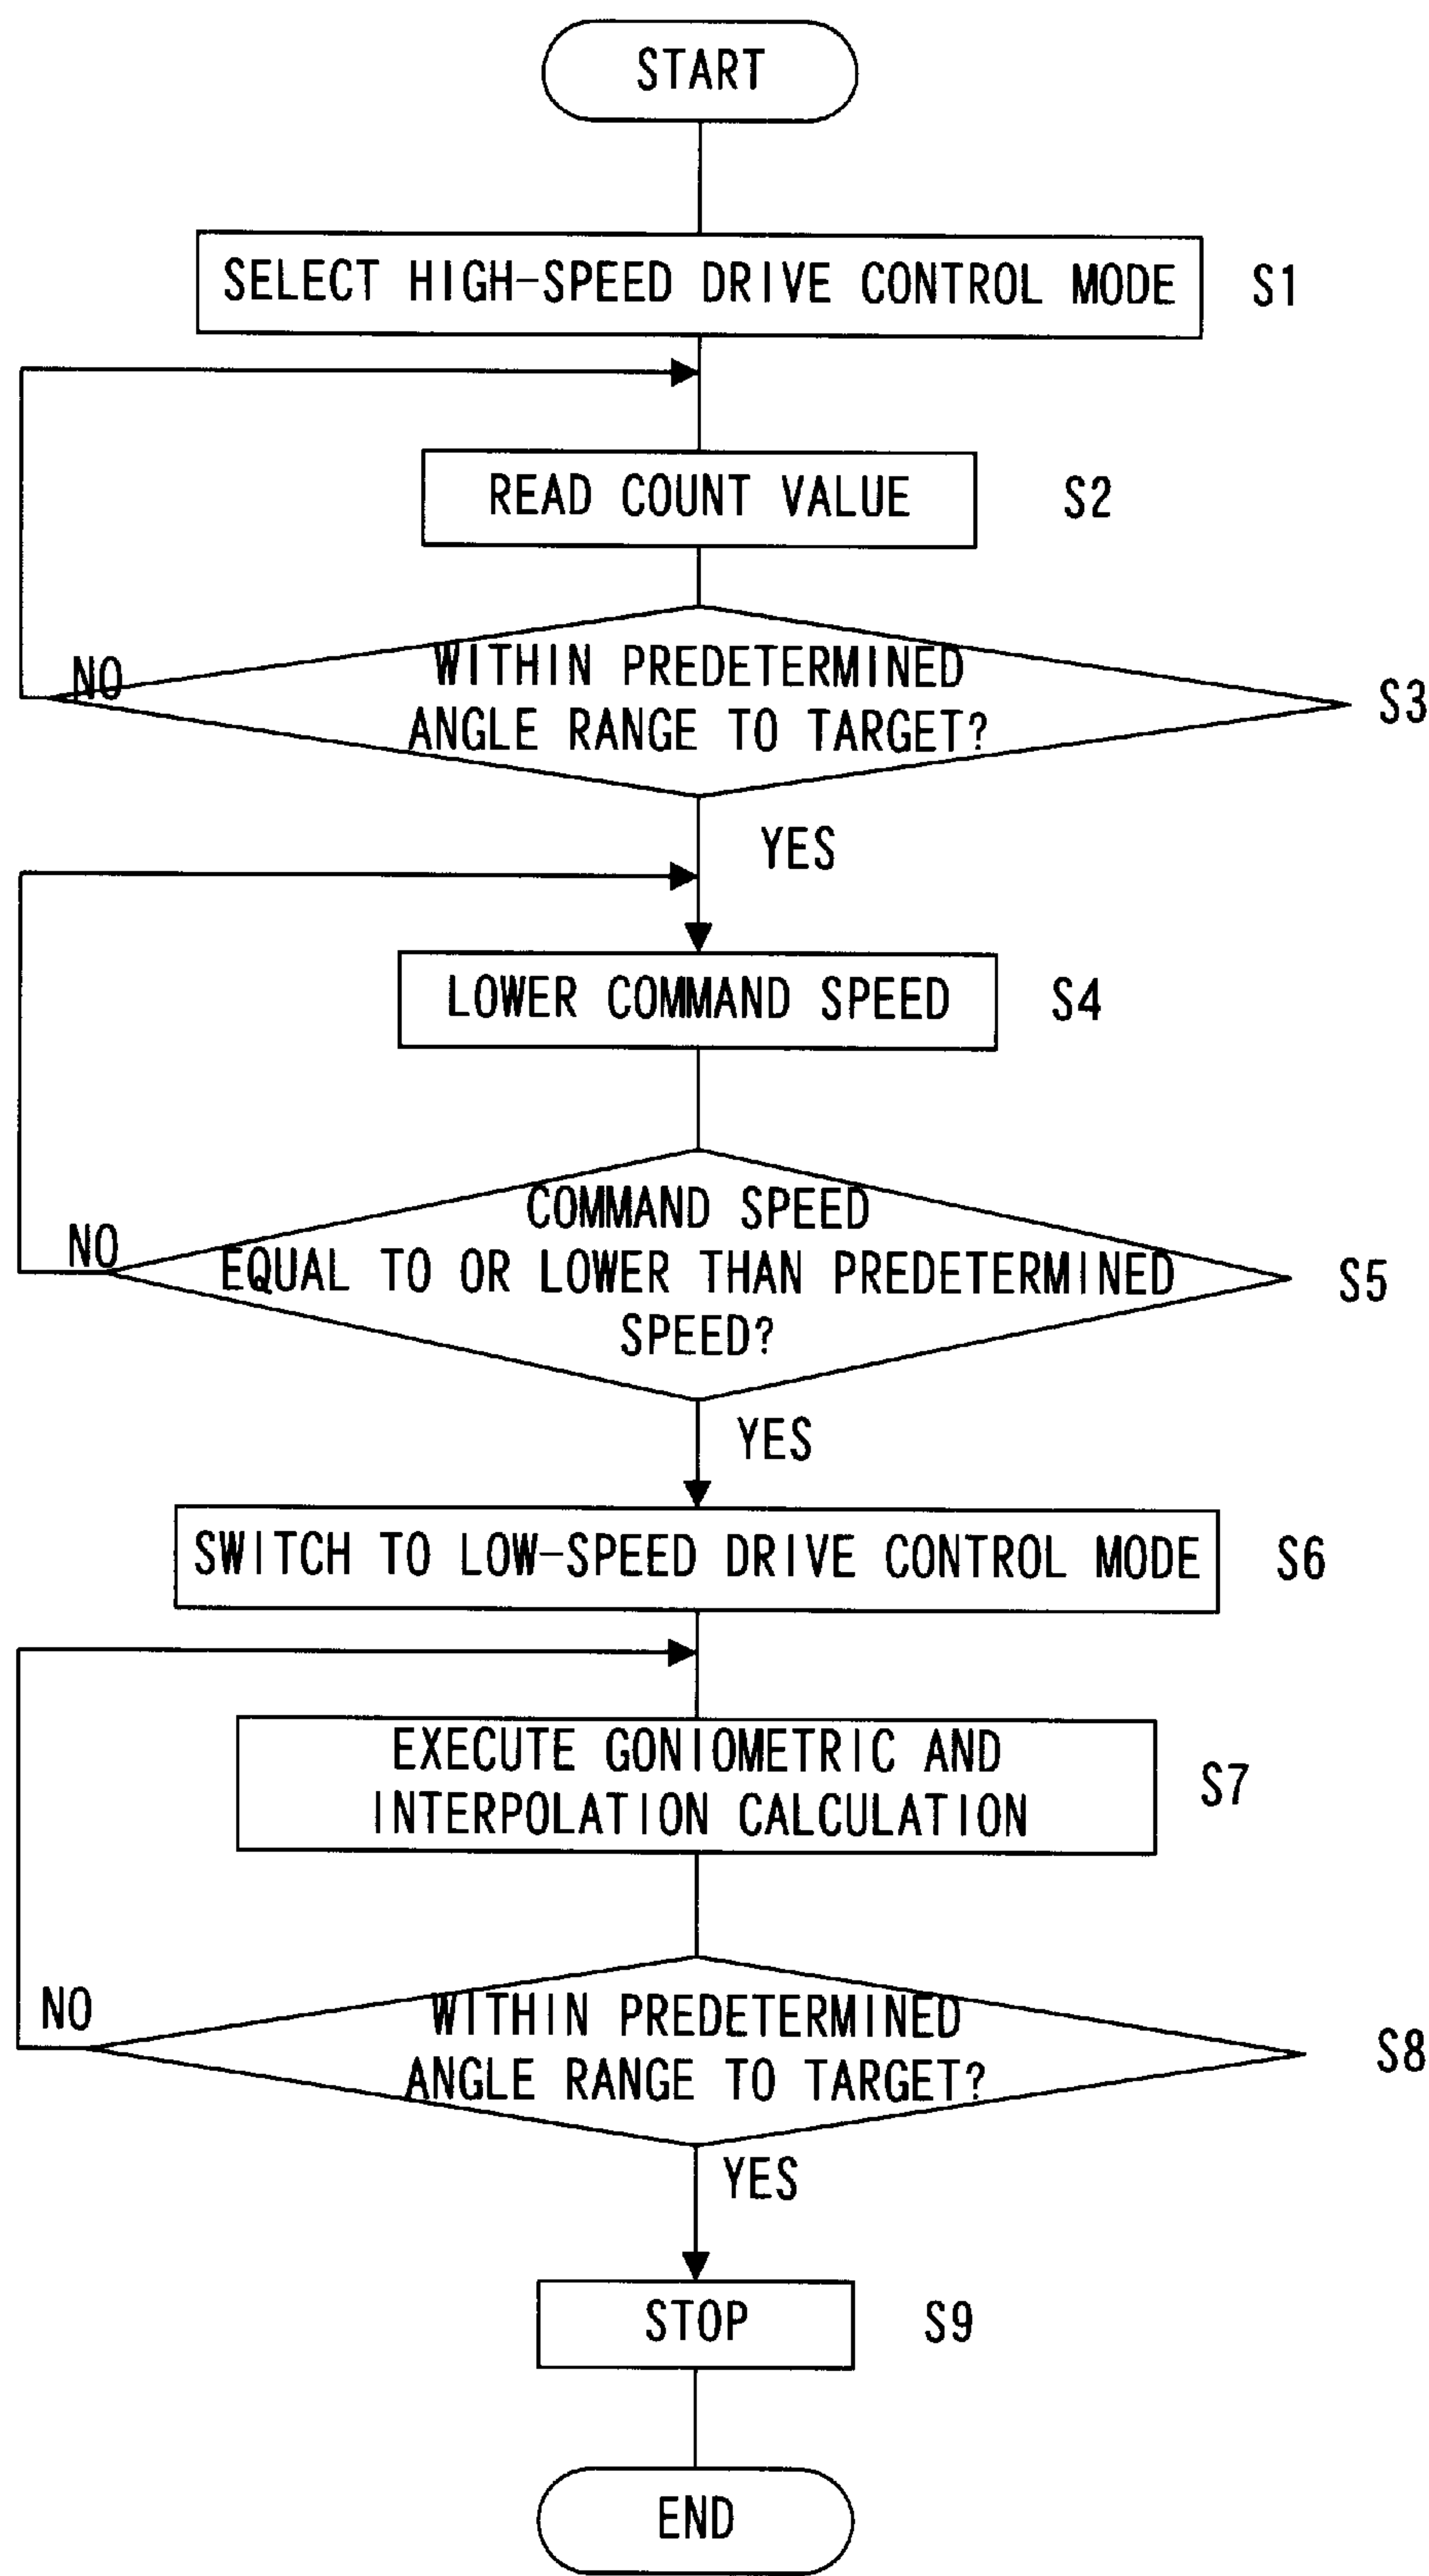 START
SELECT HIGH-SPEED DRIVE CONTROL MODE S1
READ COUNT VALUE S2
NO
WITHIN PREDETERMINED
ANGLE RANGE TO TARGET?
S3
YES
LOWER COMMAND SPEED S4
NO
COMMAND SPEED
EQUAL TO OR LOWER THAN PREDETERMINED
SPEED?
S5
YES
SWITCH TO LOW-SPEED DRIVE CONTROL MODE S6
EXECUTE GONIOMETRIC AND
INTERPOLATION CALCULATION
S7
NO
WITHIN PREDETERMINED
ANGLE RANGE TO TARGET?
S8
YES
STOP S9
END